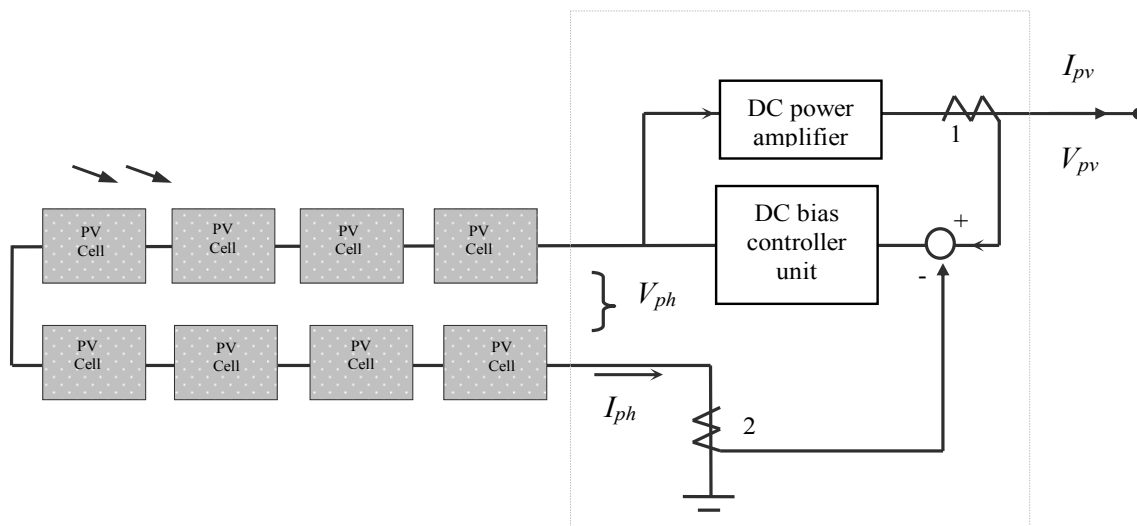 I_pv
DC power
amplifier
1
V_pv
PV
Cell
PV
Cell
PV
Cell
PV
Cell
DC bias
controller
unit
+
-
V_ph
PV
Cell
PV
Cell
PV
Cell
PV
Cell
I_ph
2